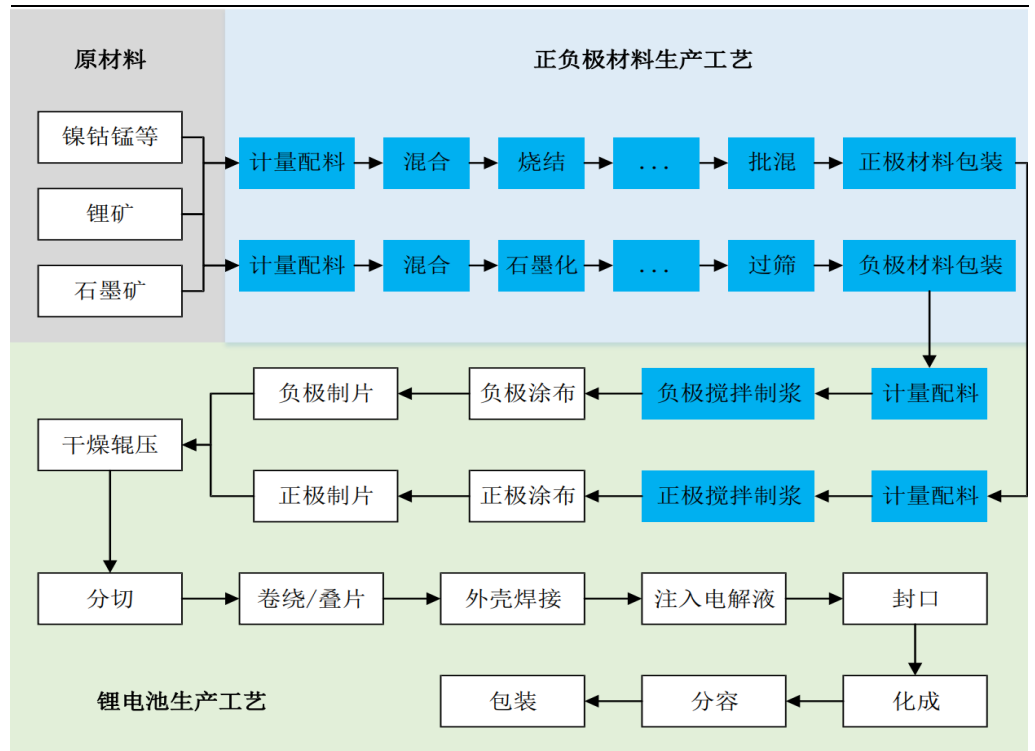 原材料
正负极材料生产工艺
镍钴锰等
锂矿
石墨矿
计量配料
混合
烧结
...
批混
正极材料包装
计量配料
混合
石墨化
...
过筛
负极材料包装
负极制片
负极涂布
负极搅拌制浆
计量配料
干燥辊压
正极制片
正极涂布
正极搅拌制浆
计量配料
分切
卷绕/叠片
外壳焊接
注入电解液
封口
锂电池生产工艺
包装
分容
化成